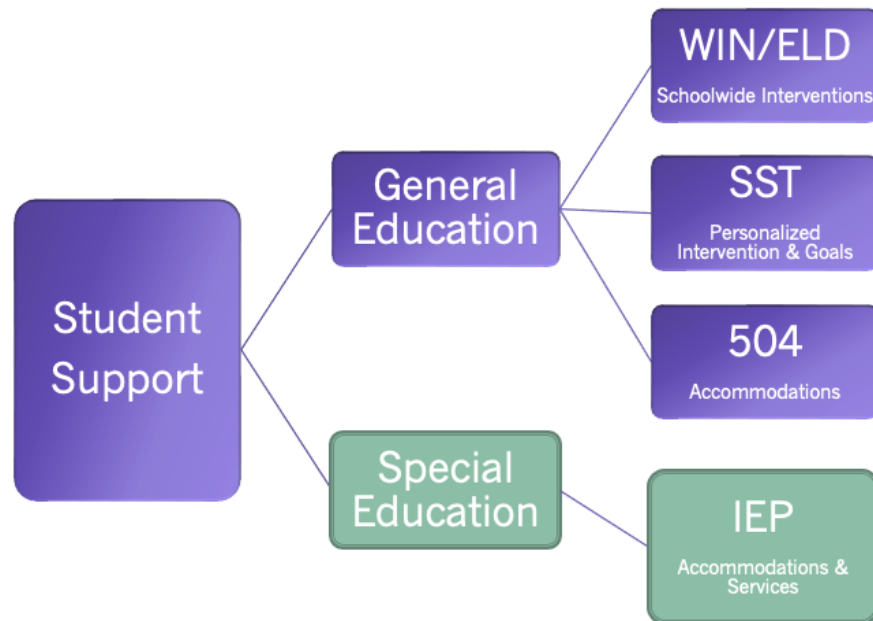 Student
Support
General
Education
Special
Education
WIN/ELD
Schoolwide Interventions
SST
Personalized
Intervention & Goals
504
Accommodations
IEP
Accommodations &
Services